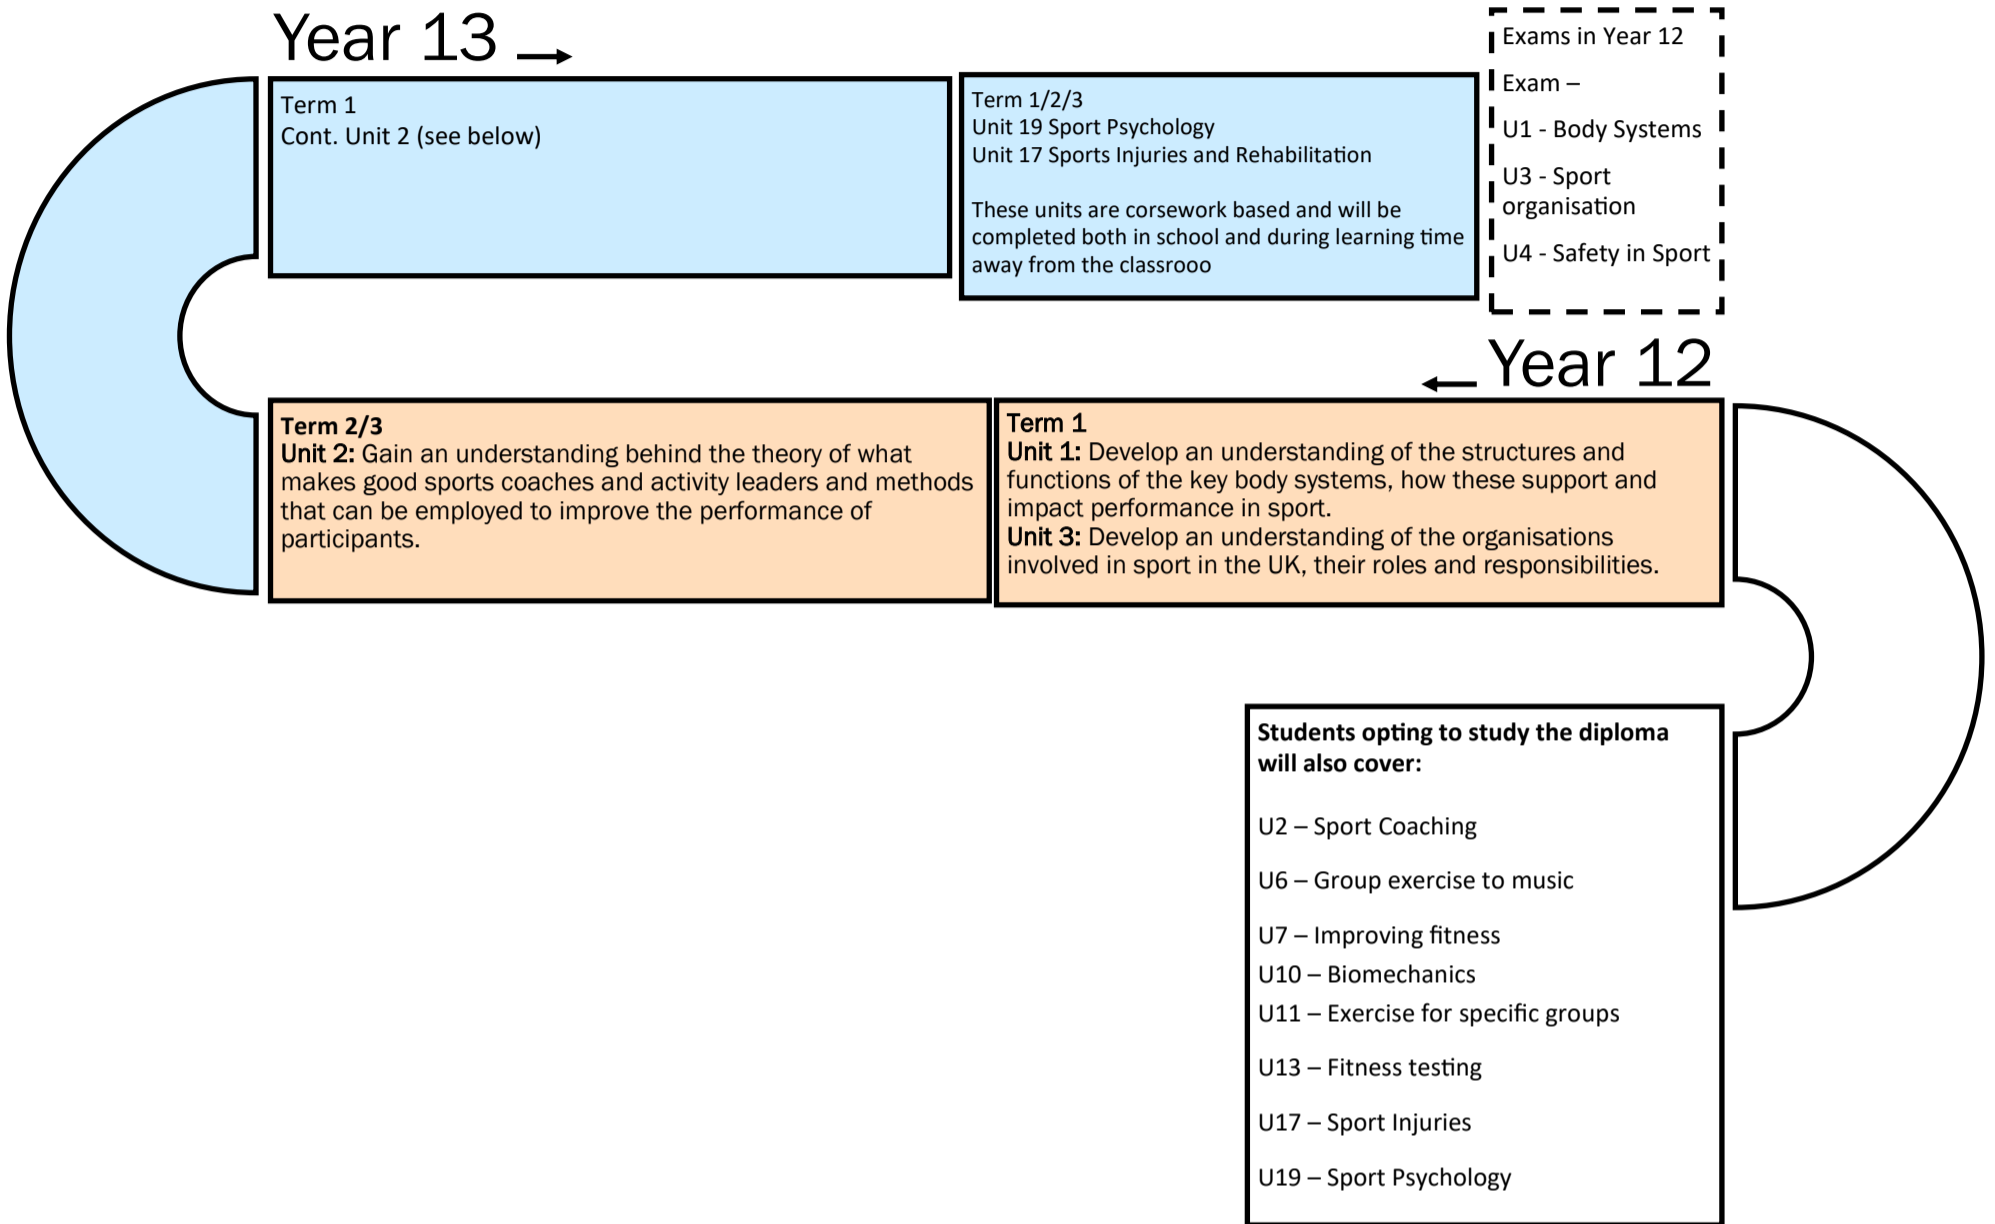 Year 13
Term 1
Cont. Unit 2 (see below)
Term 1/2/3
Unit 19 Sport Psychology
Unit 17 Sports Injuries and Rehabilitation
These units are corsework based and will be
completed both in school and during learning time
away from the classrooo
Exams in Year 12
Exam –
U1 - Body Systems
U3 - Sport
organisation
U4 - Safety in Sport
Year 12
Term 2/3
Unit 2: Gain an understanding behind the theory of what
makes good sports coaches and activity leaders and methods
that can be employed to improve the performance of
participants.
Term 1
Unit 1: Develop an understanding of the structures and
functions of the key body systems, how these support and
impact performance in sport.
Unit 3: Develop an understanding of the organisations
involved in sport in the UK, their roles and responsibilities.
Students opting to study the diploma
will also cover:
U2 – Sport Coaching
U6 – Group exercise to music
U7 – Improving fitness
U10 – Biomechanics
U11 – Exercise for specific groups
U13 – Fitness testing
U17 – Sport Injuries
U19 – Sport Psychology